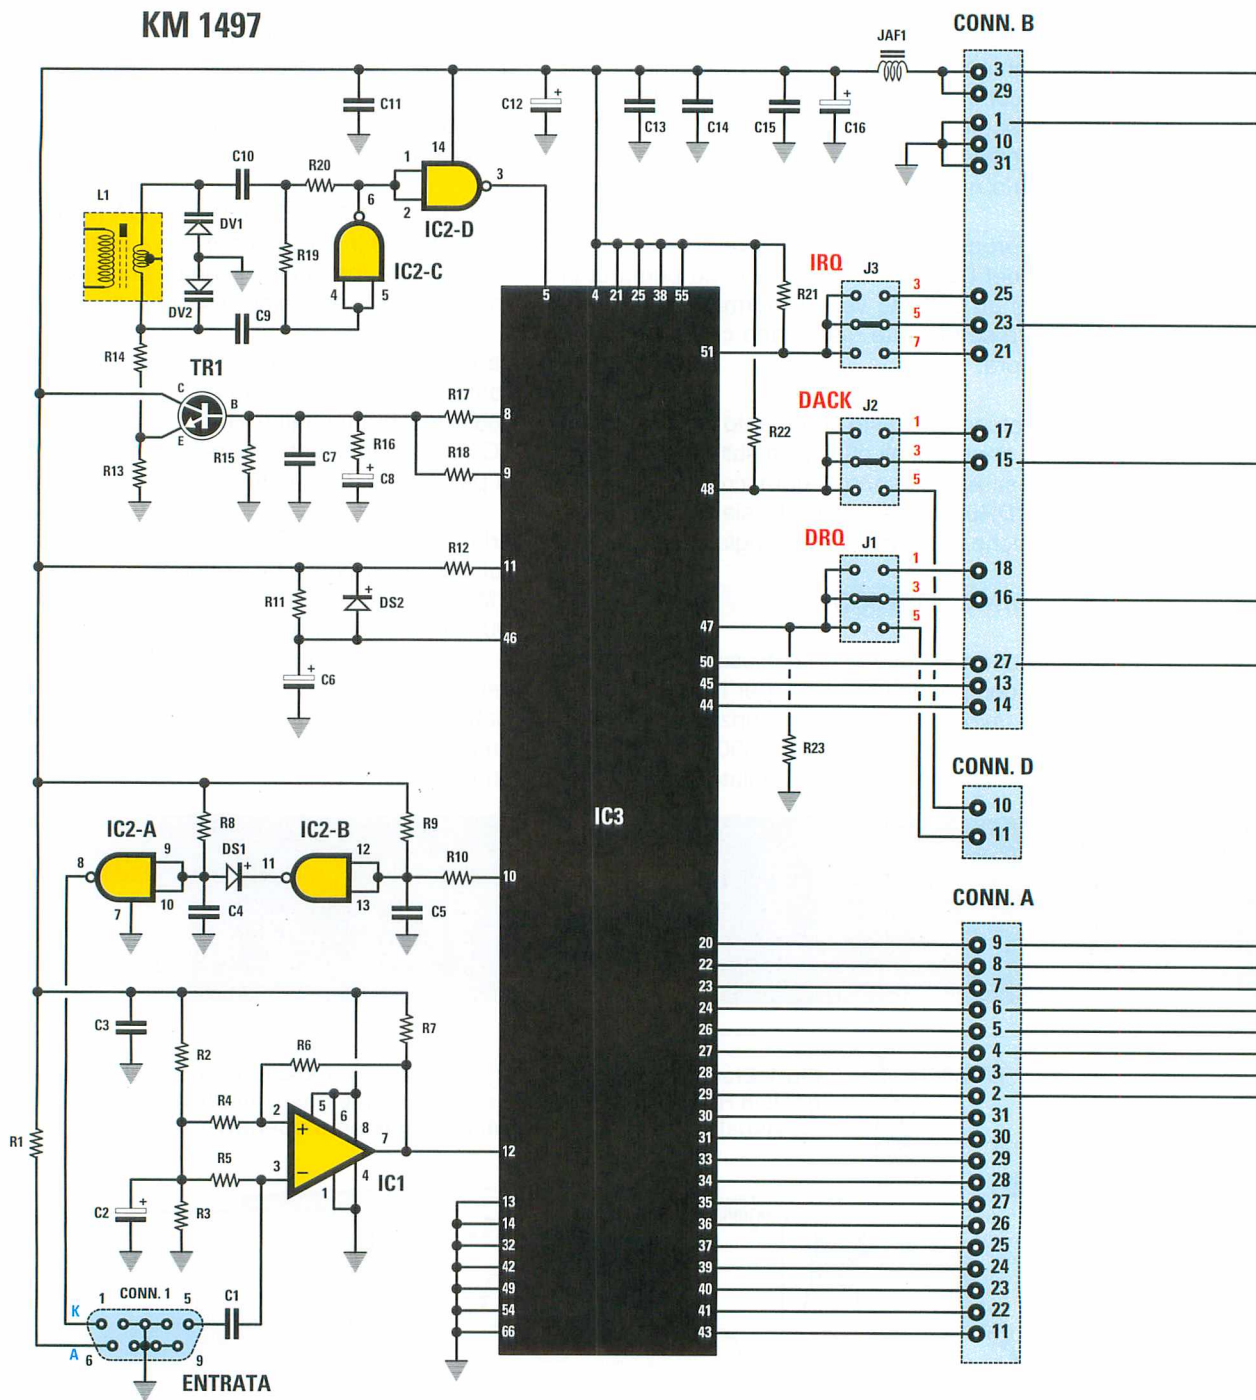 KM 1497
CONN. B
JAF1
3
29
1
10
31
C11
C12 +
C13
C14
C15
+ C16
14
C10
R20
1
3
2
6
IC2-D
L1
DV1
R19
IC2-C
4
5
DV2
C9
5
4
21
25
38
55
R21
IRQ
J3
3
25
5
23
7
21
51
R14
TR1
C
B
E
R13
R15
C7
R16
+
C8
R17
8
R18
9
R22
DACK
J2
1
17
3
15
5
48
R12
11
R11
+
DS2
46
+
C6
DRQ
J1
1
18
3
16
5
47
50
27
45
13
44
14
R23
CONN. D
10
11
IC3
IC2-A
R8
IC2-B
R9
8
9
DS1
+
11
12
R10
10
10
7
C4
13
C5
CONN. A
20
9
22
8
23
7
24
6
26
5
27
4
28
3
29
2
30
31
31
30
33
29
34
28
35
27
36
26
37
25
39
24
40
23
41
22
43
11
C3
R2
R7
R6
R4
2
5
6
8
+
7
12
R1
R5
3
–
4
1
IC1
C2
+
R3
13
14
32
42
49
54
66
K
1
CONN. 1
5
C1
A
6
9
ENTRATA